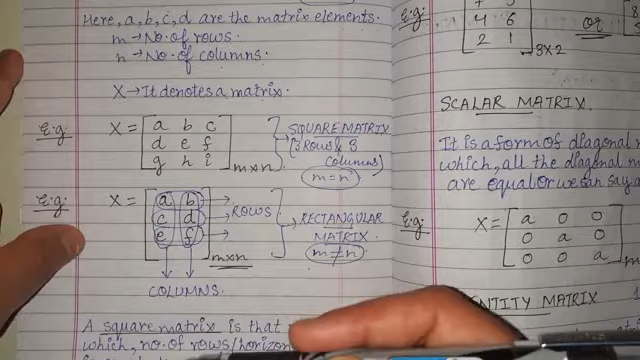 Here, a, b, c, d are the matrix elements.
m → No. of rows.
n → No. of columns.
X → It denotes a matrix.
E.g. X = [a b c
d e f
g h i] m×n
SQUARE MATRIX
[3 Rows & 3
Columns]
m = n
E.g. X = [a b
c d
e f] m×n
→ ROWS
COLUMNS.
RECTANGULAR
MATRIX.
m ≠ n
A square matrix is that
which, no. of rows/horizon
E.g.
4 6
2 1 3×2
OR
SCALAR MATRIX.
It is a form of diagonal m
which, all the diagonal
are equal or we can say a
E.g. X = [a 0 0
0 a 0
0 0 a] m
ENTITY MATRIX